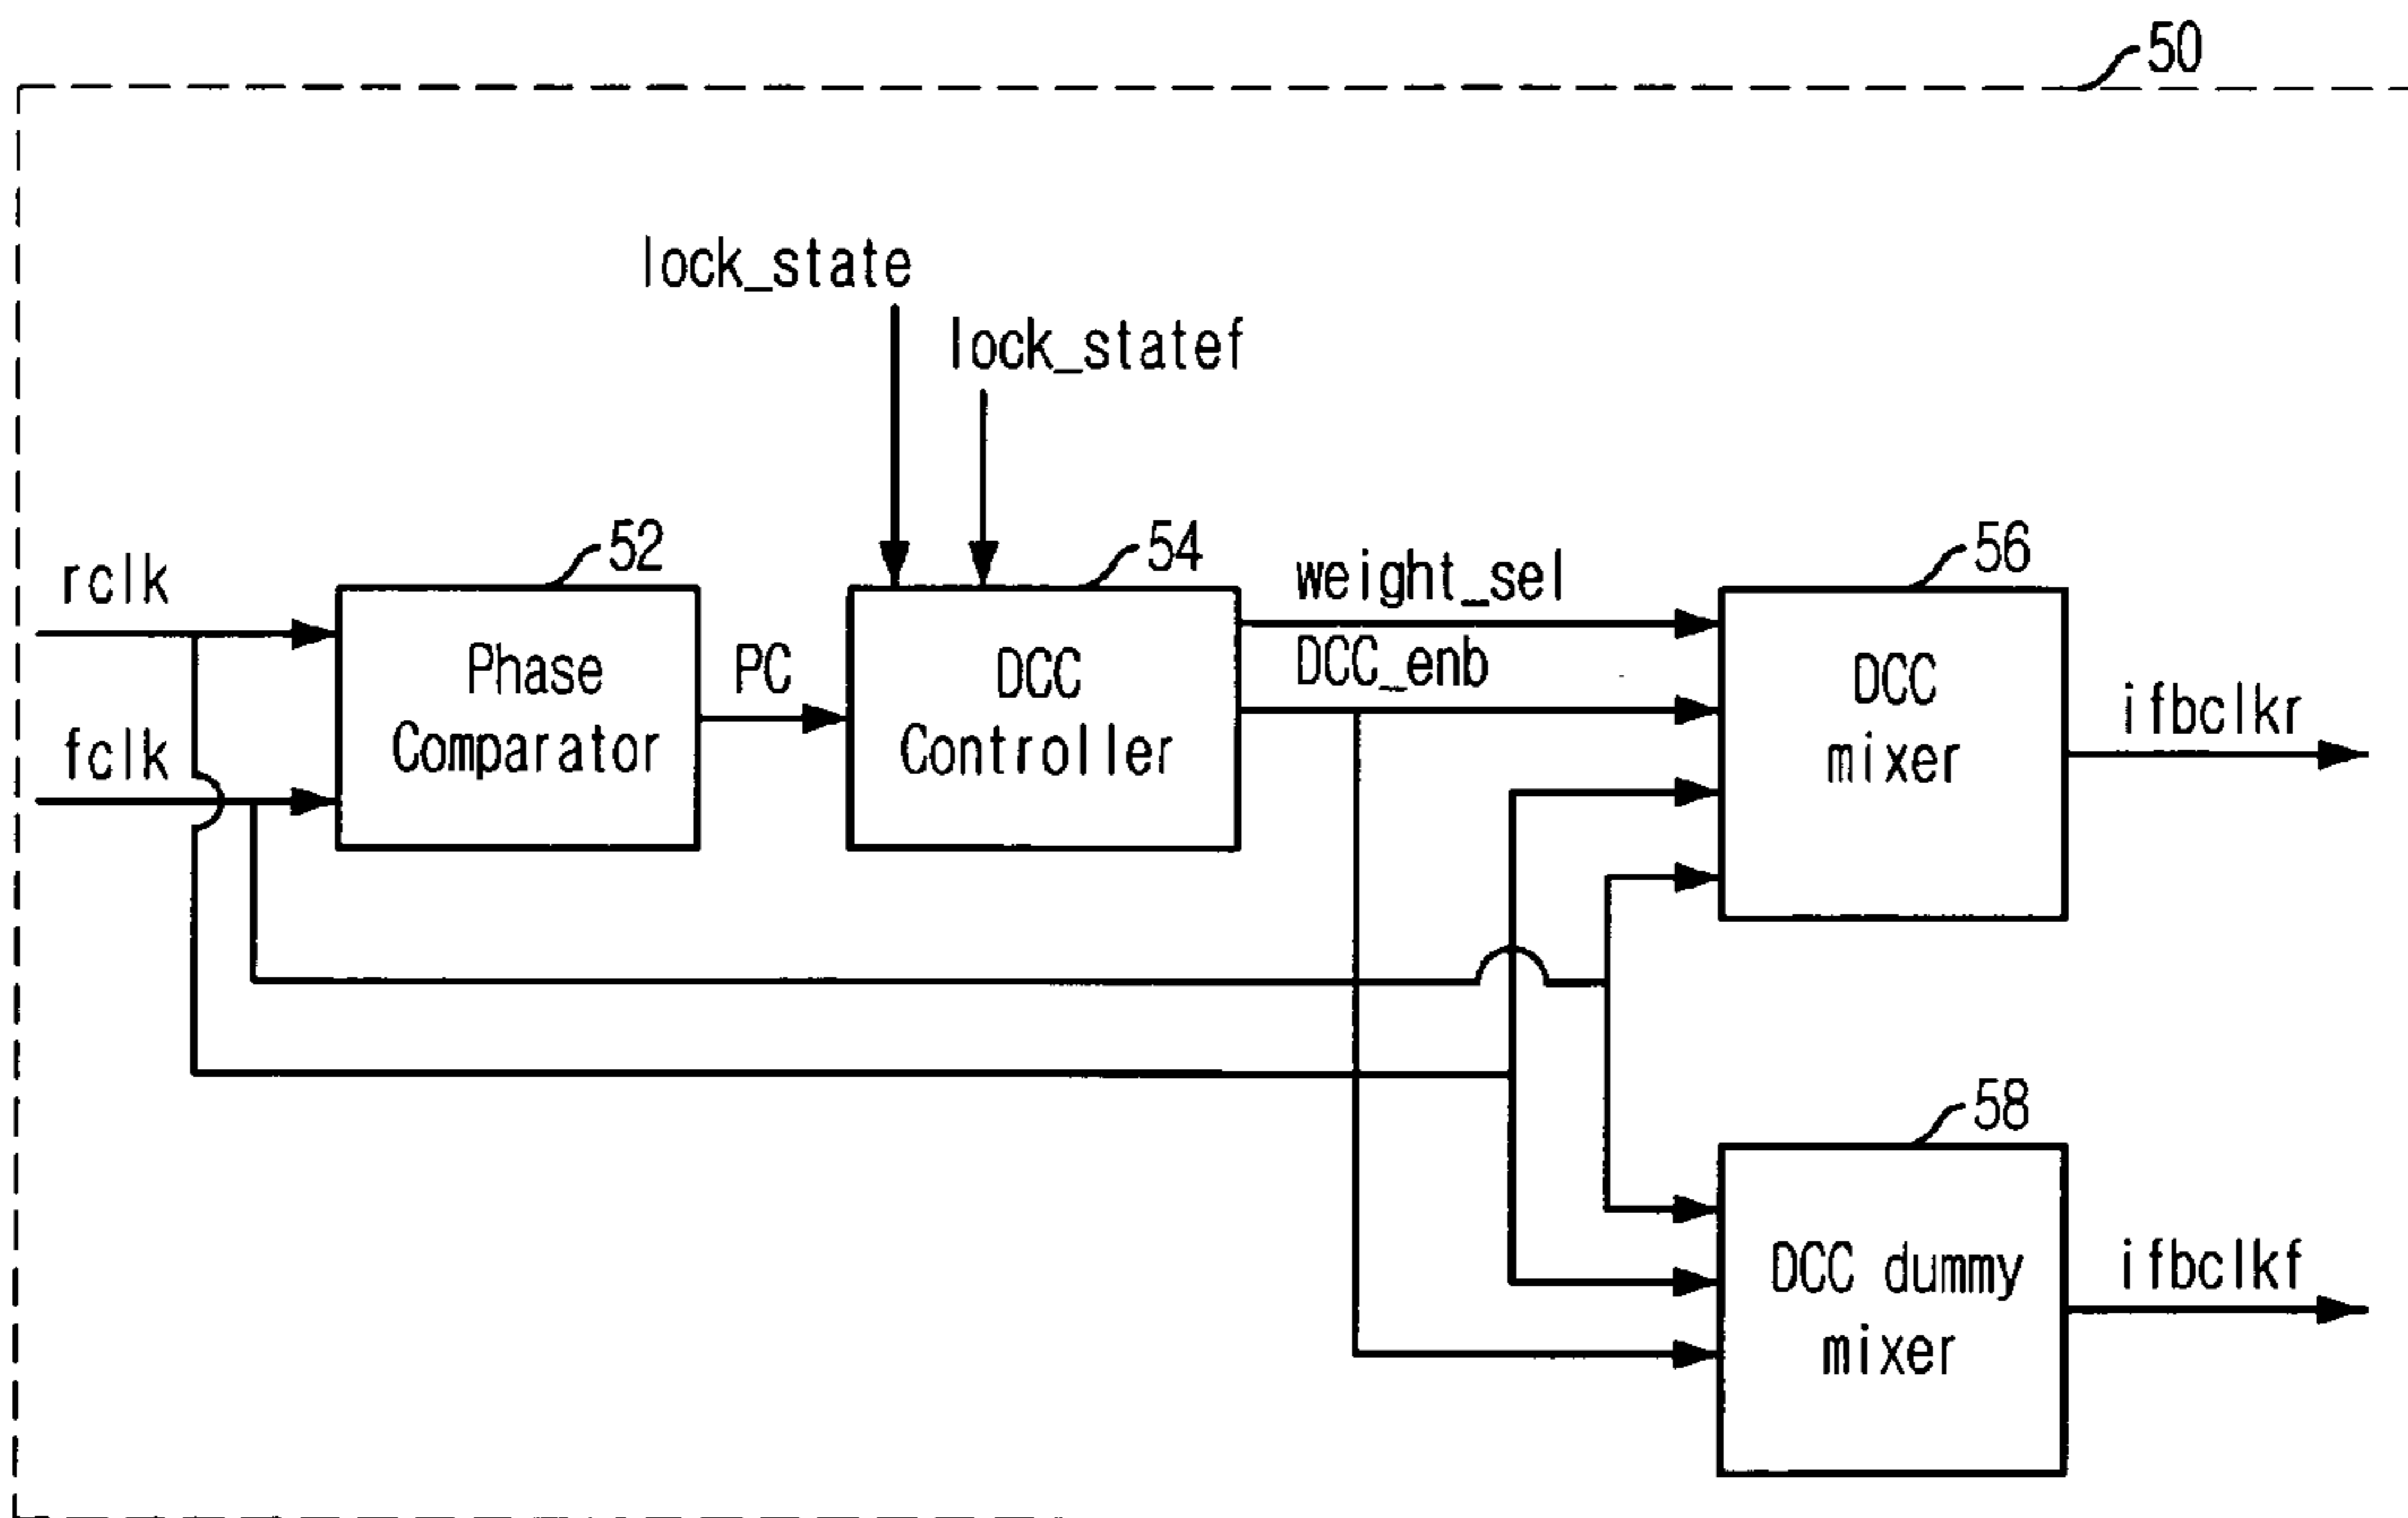 50
lock_state
lock_statef
52
54
56
rclk
weight_sel
Phase
Comparator
PC
DCC
Controller
DCC_enb
DCC
mixer
ifbclkr
fclk
58
DCC dummy
mixer
ifbclkf